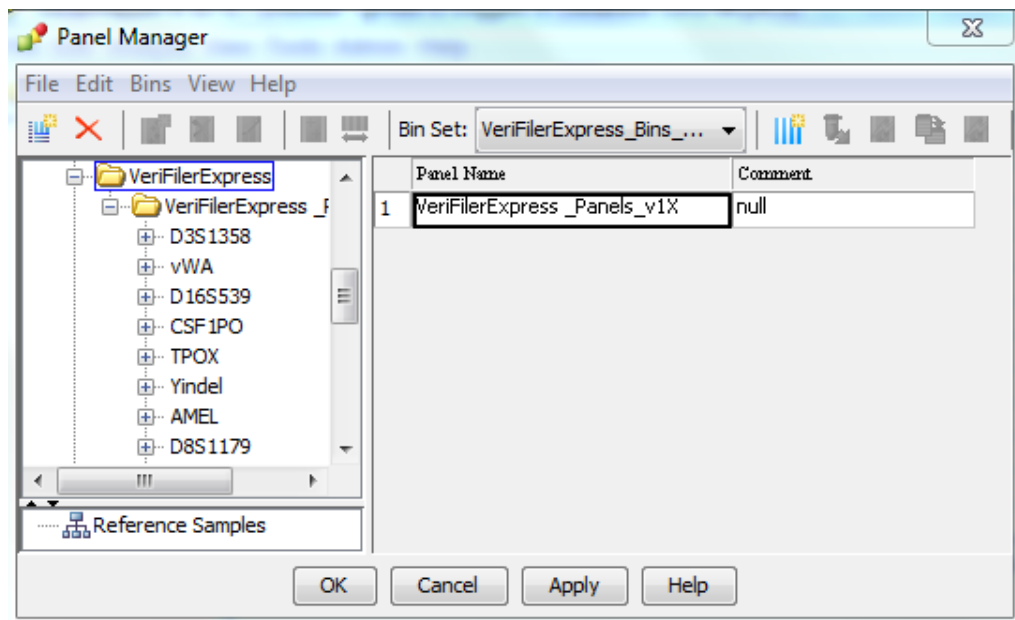 Panel Manager
File Edit Bins View Help
Bin Set: VeriFilerExpress_Bins_...
VeriFilerExpress
VeriFilerExpress _F
D3S1358
vWA
D16S539
CSF1PO
TPOX
Yindel
AMEL
D8S1179
Reference Samples
Panel Name Comment
1 VeriFilerExpress _Panels_v1X null
OK Cancel Apply Help